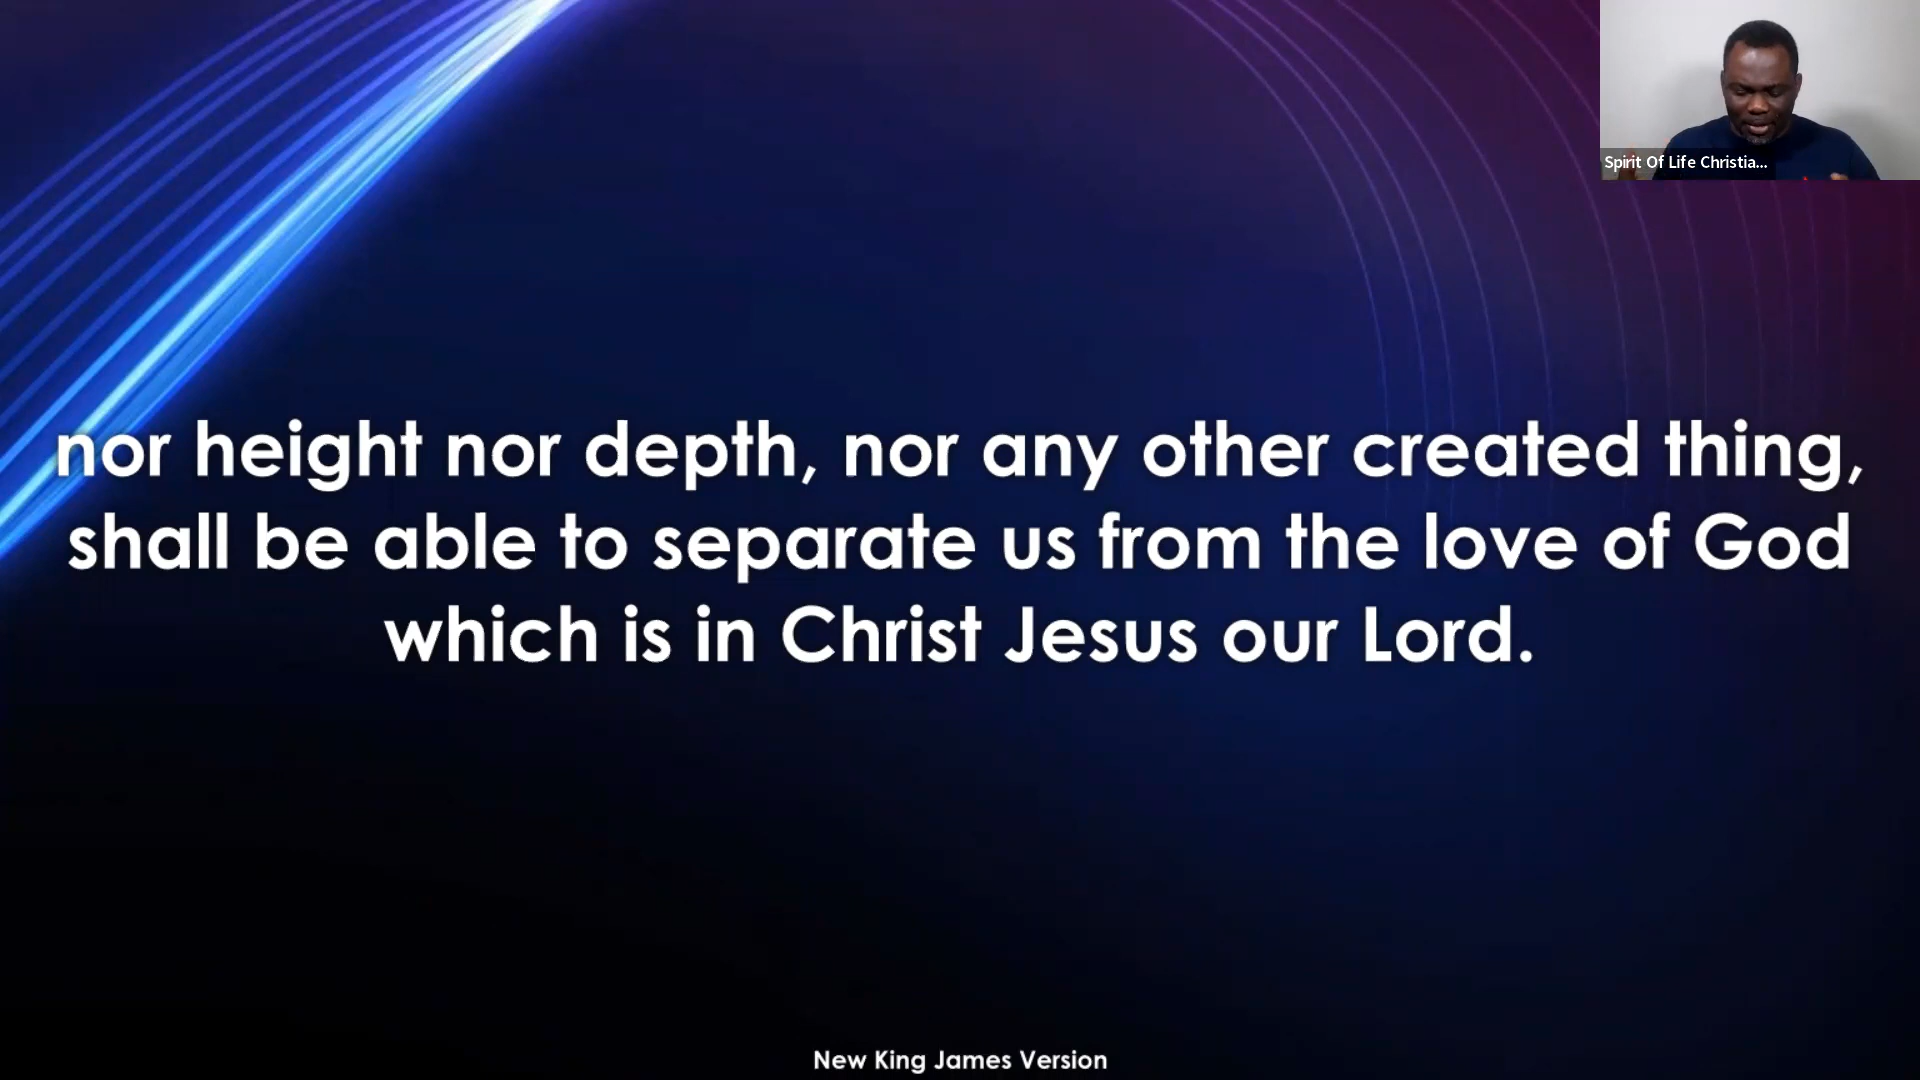 Spirit Of Life Christia...
nor height nor depth, nor any other created thing,
shall be able to separate us from the love of God
which is in Christ Jesus our Lord.
New King James Version